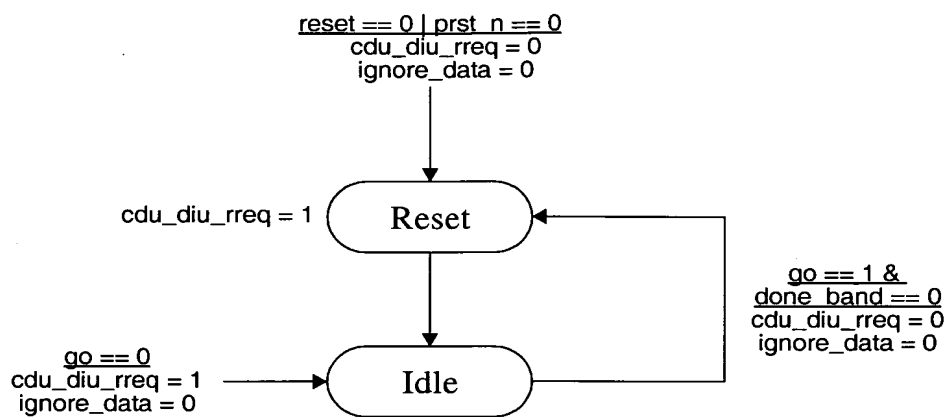 reset == 0 | prst_n == 0
cdu_diu_rreq = 0
ignore_data = 0
cdu_diu_rreq = 1
Reset
go == 1 &
done_band == 0
cdu_diu_rreq = 0
ignore_data = 0
go == 0
cdu_diu_rreq = 1
ignore_data = 0
Idle